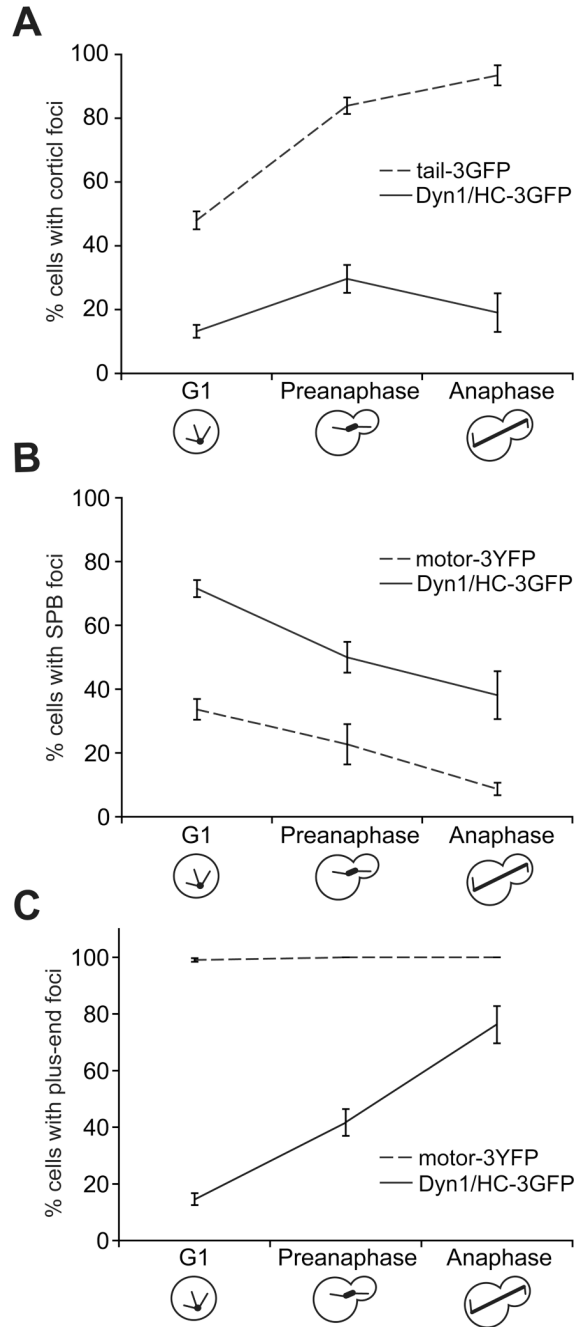 A
% cells with corticl foci
100
80
60
40
20
0
tail-3GFP
Dyn1/HC-3GFP
G1 Preanaphase Anaphase
B
% cells with SPB foci
100
80
60
40
20
0
motor-3YFP
Dyn1/HC-3GFP
G1 Preanaphase Anaphase
C
% cells with plus-end foci
100
80
60
40
20
0
motor-3YFP
Dyn1/HC-3GFP
G1 Preanaphase Anaphase